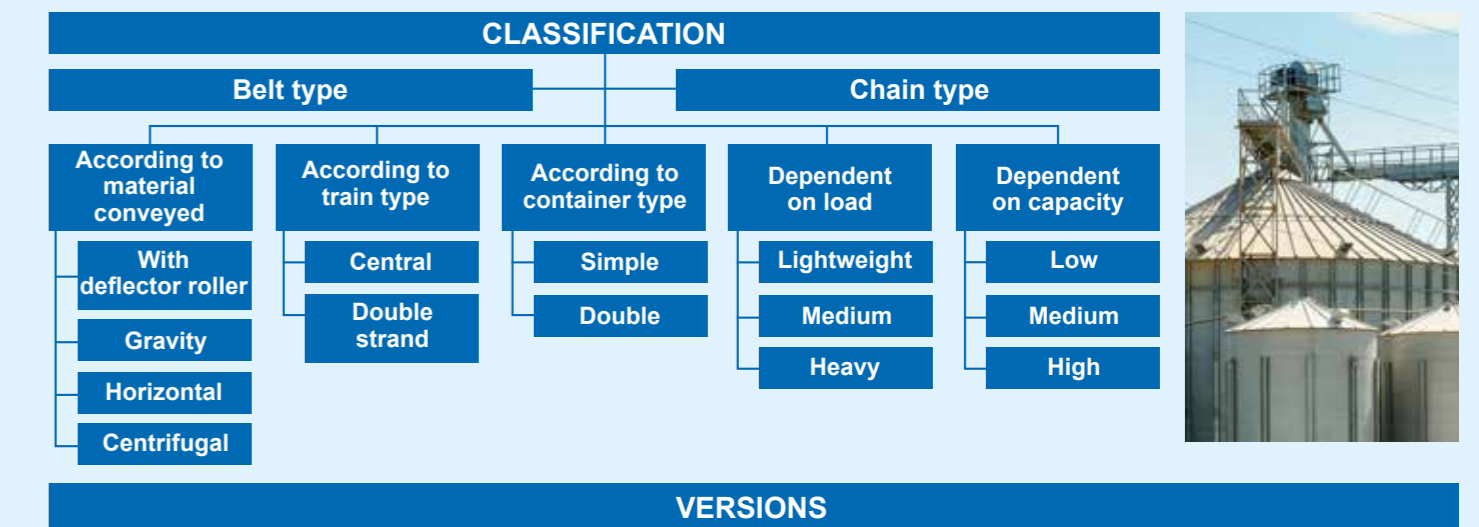 CLASSIFICATION
Belt type
Chain type
According to
material
conveyed
With
deflector roller
Gravity
Horizontal
Centrifugal
According to
train type
Central
Double
strand
According to
container type
Simple
Double
Dependent
on load
Lightweight
Medium
Heavy
Dependent
on capacity
Low
Medium
High
VERSIONS